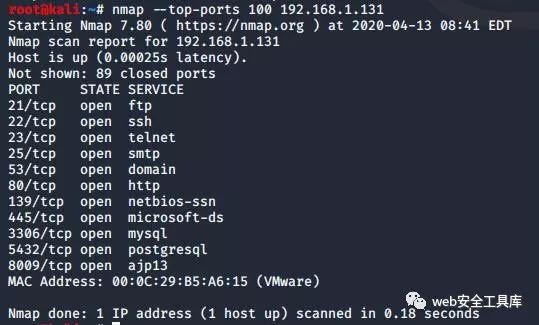 root@kali:~# nmap --top-ports 100 192.168.1.131
Starting Nmap 7.80 ( https://nmap.org ) at 2020-04-13 08:41 EDT
Nmap scan report for 192.168.1.131
Host is up (0.00025s latency).
Not shown: 89 closed ports
PORT     STATE SERVICE
21/tcp   open  ftp
22/tcp   open  ssh
23/tcp   open  telnet
25/tcp   open  smtp
53/tcp   open  domain
80/tcp   open  http
139/tcp  open  netbios-ssn
445/tcp  open  microsoft-ds
3306/tcp open  mysql
5432/tcp open  postgresql
8009/tcp open  ajp13
MAC Address: 00:0C:29:B5:A6:15 (VMware)
web安全工具库
Nmap done: 1 IP address (1 host up) scanned in 0.18 seconds